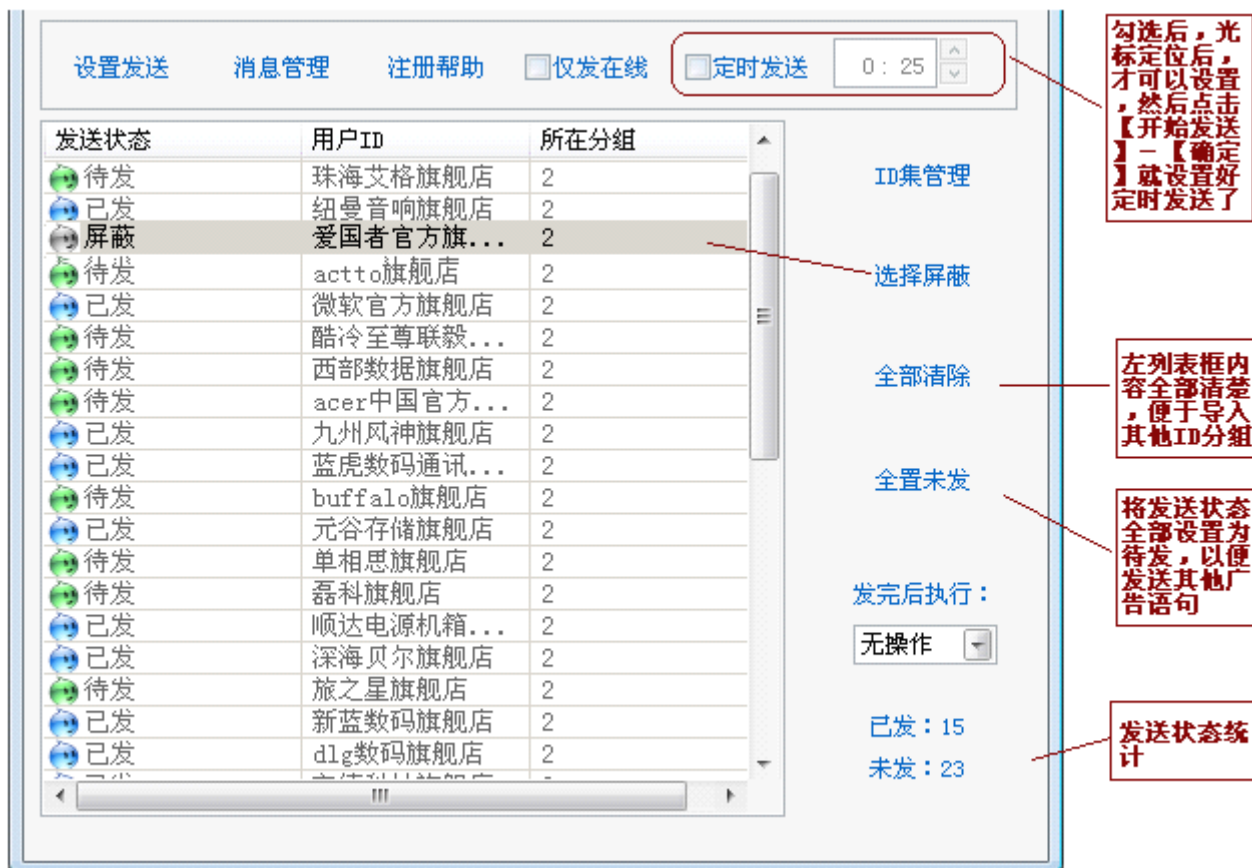 设置发送 消息管理 注册帮助 仅发在线 定时发送 0: 25
勾选后，光
标定位后，
才可以设置
，然后点击
【开始发送
】－【确定
】就设置好
定时发送了
发送状态 用户ID 所在分组
待发 珠海艾格旗舰店 2
已发 纽曼音响旗舰店 2
屏蔽 爱国者官方旗... 2
待发 actto旗舰店 2
已发 微软官方旗舰店 2
待发 酷冷至尊联毅... 2
待发 西部数据旗舰店 2
待发 acer中国官方... 2
已发 九州风神旗舰店 2
已发 蓝虎数码通讯... 2
待发 buffalo旗舰店 2
已发 元谷存储旗舰店 2
待发 单相思旗舰店 2
待发 磊科旗舰店 2
已发 顺达电源机箱... 2
已发 深海贝尔旗舰店 2
待发 旅之星旗舰店 2
已发 新蓝数码旗舰店 2
已发 dlg数码旗舰店 2
ID集管理
选择屏蔽
全部清除
全置未发
发完后执行：
无操作
已发：15
未发：23
左列表框内
容全部清楚
，便于导入
其他ID分组
将发送状态
全部设置为
待发，以便
发送其他广
告语句
发送状态统
计